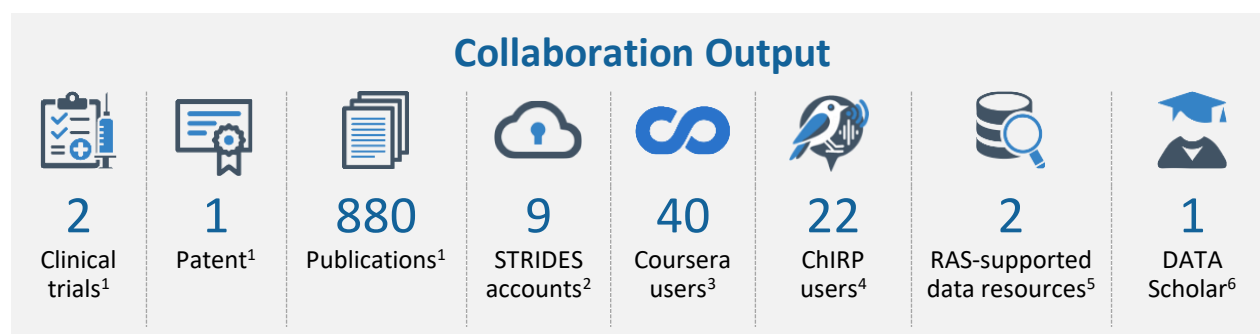 Collaboration Output
2
Clinical
trials1
1
Patent1
880
Publications1
9
STRIDES
accounts2
40
Coursera
users3
22
ChIRP
users4
2
RAS-supported
data resources5
1
DATA
Scholar6